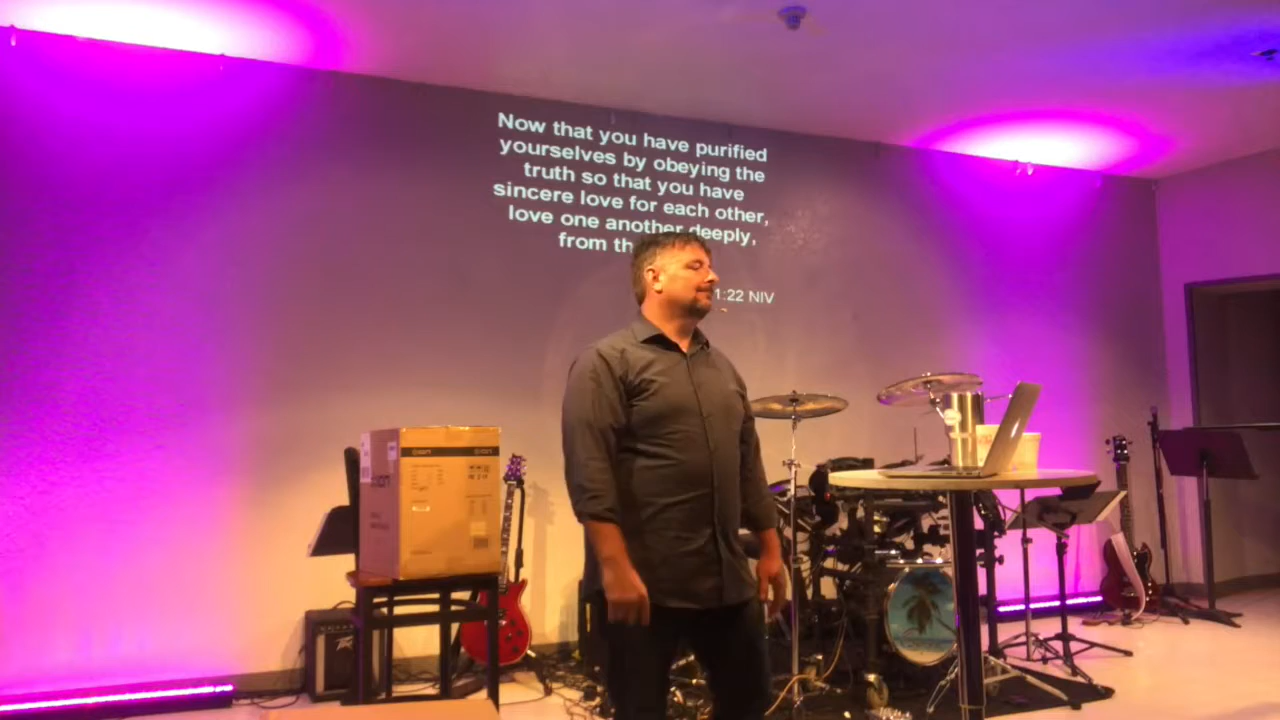 Now that you have purified
yourselves by obeying the
truth so that you have
sincere love for each other,
love one another deeply,
from th
1:22 NIV
PEAVEY